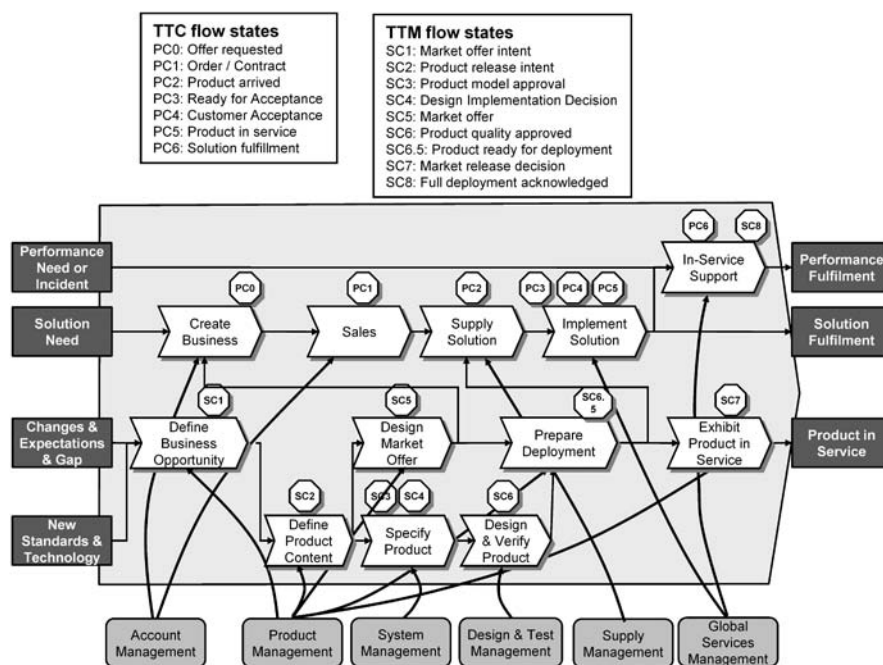 TTC flow states
PC0: Offer requested
PC1: Order / Contract
PC2: Product arrived
PC3: Ready for Acceptance
PC4: Customer Acceptance
PC5: Product in service
PC6: Solution fulfillment
TTM flow states
SC1: Market offer intent
SC2: Product release intent
SC3: Product model approval
SC4: Design Implementation Decision
SC5: Market offer
SC6: Product quality approved
SC6.5: Product ready for deployment
SC7: Market release decision
SC8: Full deployment acknowledged
PC6
SC8
Performance
Need or
Incident
In-Service
Support
Performance
Fulfilment
PC0
PC1
PC2
PC3
PC4
PC5
Solution
Need
Create
Business
Sales
Supply
Solution
Implement
Solution
Solution
Fulfilment
SC1
SC5
SC6.
5
SC7
Changes &
Expectations
& Gap
Define
Business
Opportunity
Design
Market
Offer
Prepare
Deployment
Exhibit
Product in
Service
Product in
Service
SC2
SC3
SC4
SC6
New
Standards &
Technology
Define
Product
Content
Specify
Product
Design
& Verify
Product
Account
Management
Product
Management
System
Management
Design & Test
Management
Supply
Management
Global
Services
Management